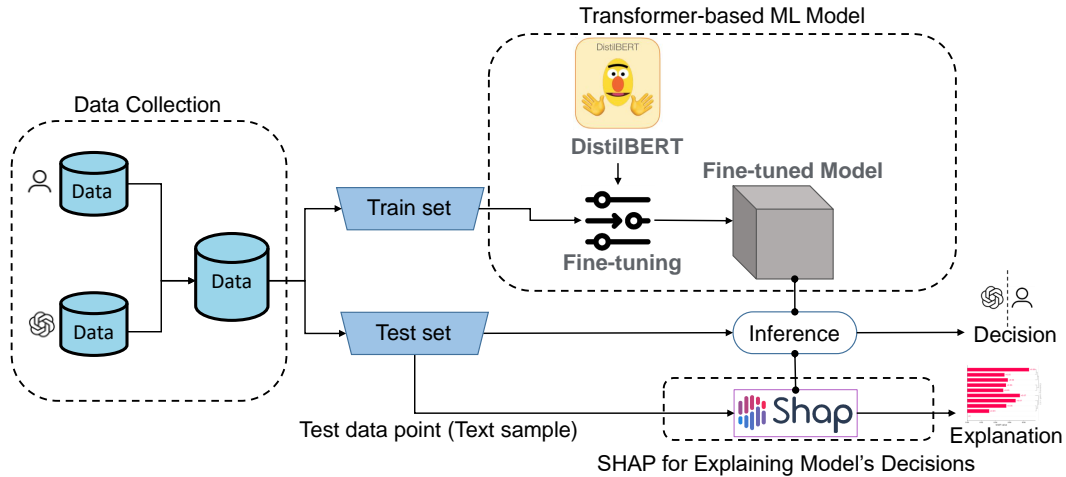 Transformer-based ML Model
DistilBERT
Data Collection
DistilBERT
Data
Fine-tuned Model
Train set
Data
Fine-tuning
Data
Test set
Inference
Decision
Shap
Test data point (Text sample)
Explanation
SHAP for Explaining Model's Decisions